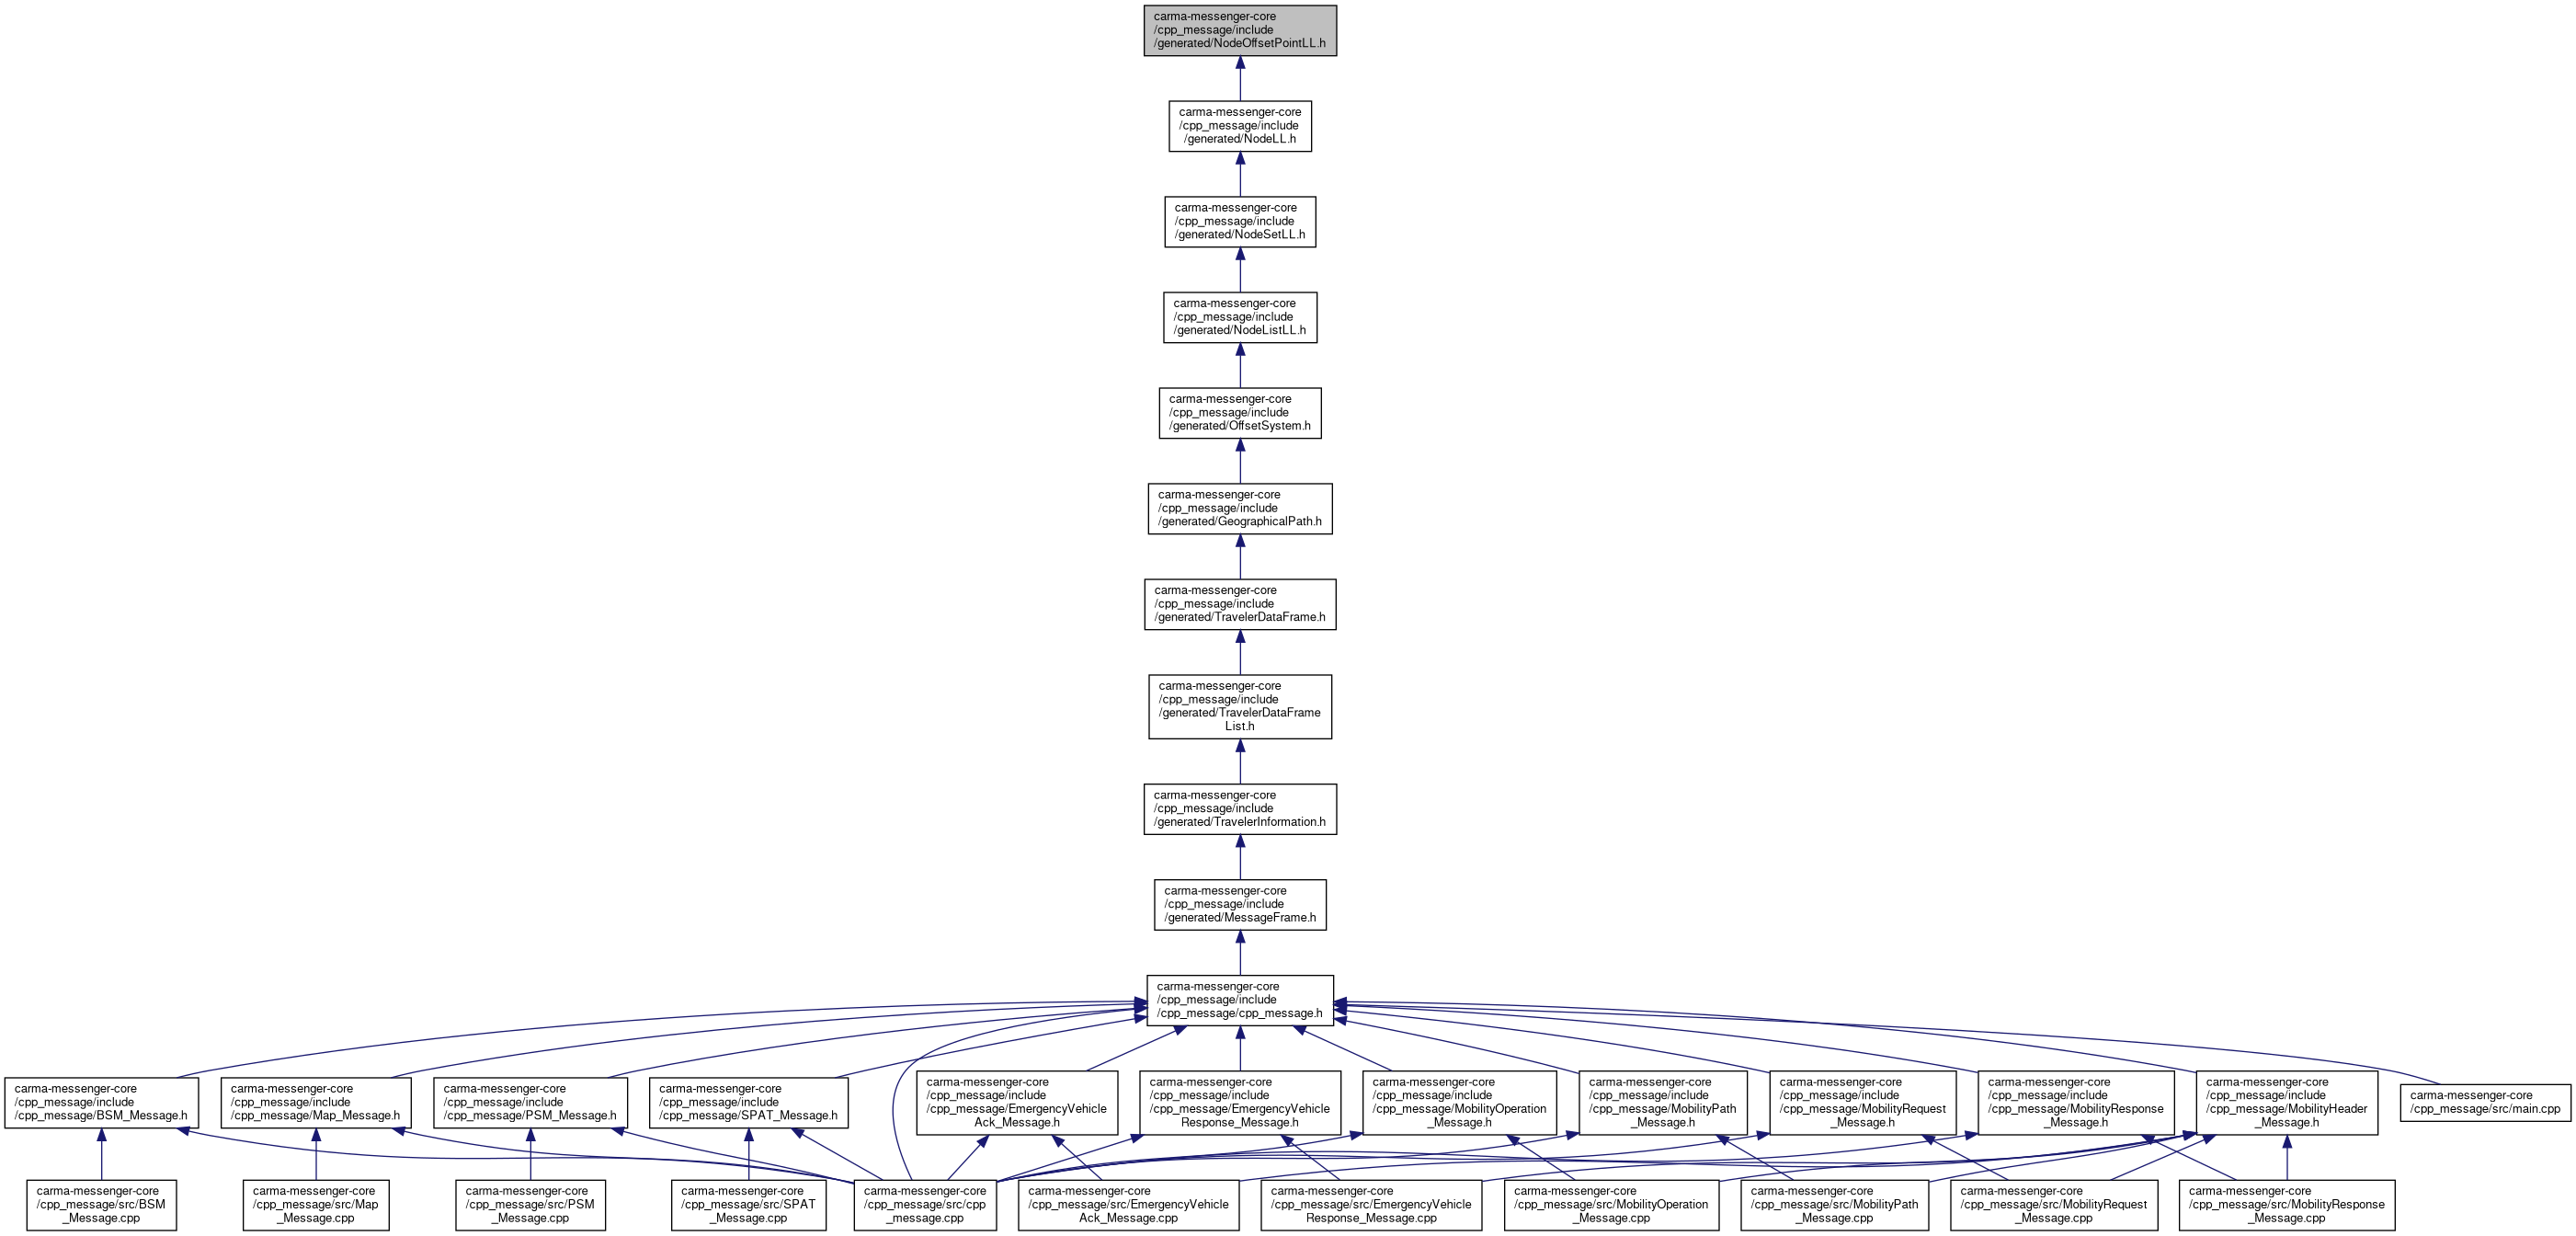 carma-messenger-core
/cpp_message/include
/generated/NodeOffsetPointLL.h
carma-messenger-core
/cpp_message/include
/generated/NodeLL.h
carma-messenger-core
/cpp_message/include
/generated/NodeSetLL.h
carma-messenger-core
/cpp_message/include
/generated/NodeListLL.h
carma-messenger-core
/cpp_message/include
/generated/OffsetSystem.h
carma-messenger-core
/cpp_message/include
/generated/GeographicalPath.h
carma-messenger-core
/cpp_message/include
/generated/TravelerDataFrame.h
carma-messenger-core
/cpp_message/include
/generated/TravelerDataFrame
List.h
carma-messenger-core
/cpp_message/include
/generated/TravelerInformation.h
carma-messenger-core
/cpp_message/include
/generated/MessageFrame.h
carma-messenger-core
/cpp_message/include
/cpp_message/cpp_message.h
carma-messenger-core
/cpp_message/include
/cpp_message/BSM_Message.h
carma-messenger-core
/cpp_message/include
/cpp_message/Map_Message.h
carma-messenger-core
/cpp_message/include
/cpp_message/PSM_Message.h
carma-messenger-core
/cpp_message/include
/cpp_message/SPAT_Message.h
carma-messenger-core
/cpp_message/include
/cpp_message/EmergencyVehicle
Ack_Message.h
carma-messenger-core
/cpp_message/include
/cpp_message/EmergencyVehicle
Response_Message.h
carma-messenger-core
/cpp_message/include
/cpp_message/MobilityOperation
_Message.h
carma-messenger-core
/cpp_message/include
/cpp_message/MobilityPath
_Message.h
carma-messenger-core
/cpp_message/include
/cpp_message/MobilityRequest
_Message.h
carma-messenger-core
/cpp_message/include
/cpp_message/MobilityResponse
_Message.h
carma-messenger-core
/cpp_message/include
/cpp_message/MobilityHeader
_Message.h
carma-messenger-core
/cpp_message/src/main.cpp
carma-messenger-core
/cpp_message/src/BSM
_Message.cpp
carma-messenger-core
/cpp_message/src/Map
_Message.cpp
carma-messenger-core
/cpp_message/src/PSM
_Message.cpp
carma-messenger-core
/cpp_message/src/SPAT
_Message.cpp
carma-messenger-core
/cpp_message/src/cpp
_message.cpp
carma-messenger-core
/cpp_message/src/EmergencyVehicle
Ack_Message.cpp
carma-messenger-core
/cpp_message/src/EmergencyVehicle
Response_Message.cpp
carma-messenger-core
/cpp_message/src/MobilityOperation
_Message.cpp
carma-messenger-core
/cpp_message/src/MobilityPath
_Message.cpp
carma-messenger-core
/cpp_message/src/MobilityRequest
_Message.cpp
carma-messenger-core
/cpp_message/src/MobilityResponse
_Message.cpp